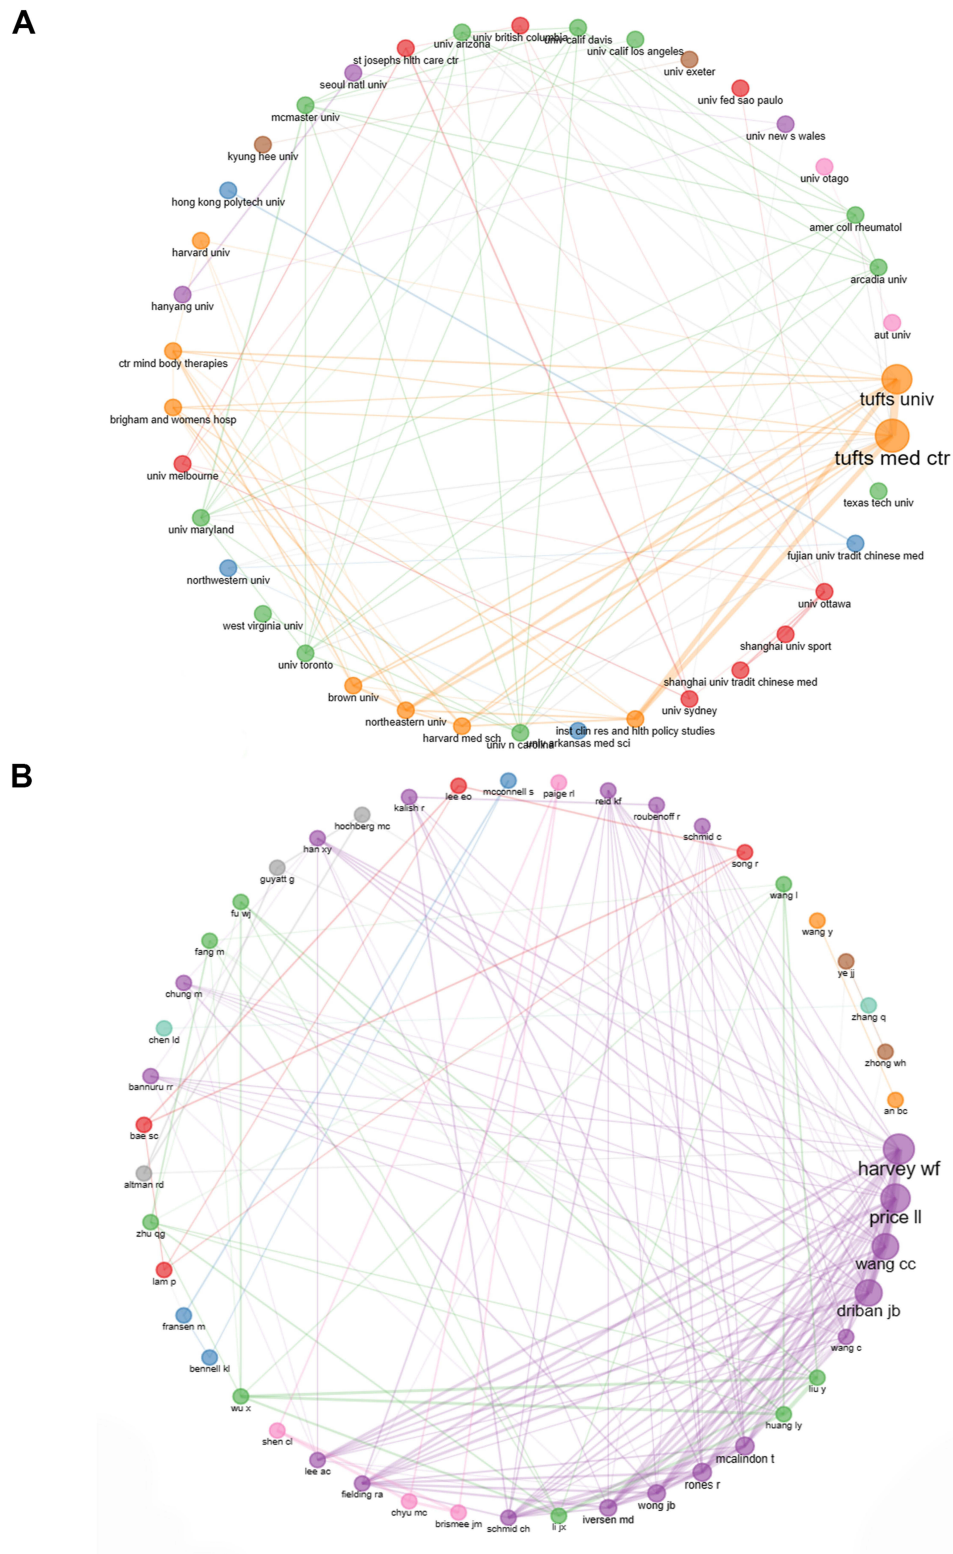 A
univ british columbia
univ calif davis
univ arizona
univ calif los angeles
st josephs hlth care ctr
univ exeter
seoul natl univ
univ fed sao paulo
mcmaster univ
univ new s wales
kyung hee univ
univ otago
hong kong polytech univ
amer coll rheumatol
harvard univ
arcadia univ
hanyang univ
aut univ
ctr mind body therapies
tufts univ
brigham and womens hosp
tufts med ctr
univ melbourne
texas tech univ
univ maryland
fujian univ tradit chinese med
northwestern univ
univ ottawa
west virginia univ
shanghai univ sport
univ toronto
shanghai univ tradit chinese med
brown univ
univ sydney
northeastern univ
inst clin res and hlth policy studies
harvard med sch
univ n carolina
univ arkansas med sci
B
mcconnell s
paige rl
lee eo
reid kf
kalish r
roubenoff r
hochberg mc
schmid c
han xy
song r
guyatt g
wang l
fu wj
wang y
fang m
ye jj
chung m
zhang q
chen ld
zhong wh
bannuru rr
an bc
bae sc
harvey wf
altman rd
price ll
zhu qg
wang cc
lam p
driban jb
fransen m
wang c
bennell kl
liu y
wu x
huang ly
shen cl
mcalindon t
lee ac
rones r
fielding ra
wong jb
chyu mc
iversen md
brismee jm
li jx
schmid ch